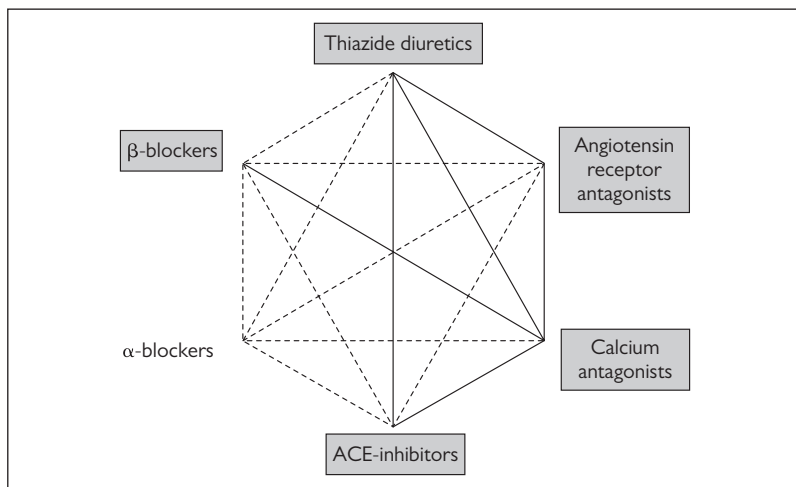 Thiazide diuretics
β-blockers
Angiotensin
receptor
antagonists
α-blockers
Calcium
antagonists
ACE-inhibitors